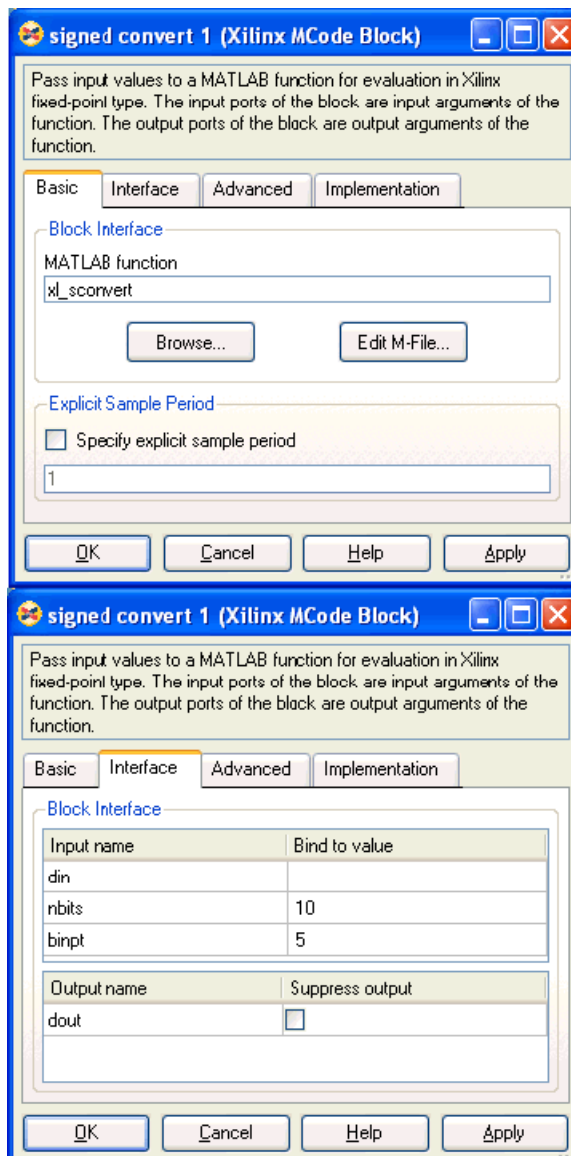 signed convert 1 (Xilinx MCode Block)
Pass input values to a MATLAB function for evaluation in Xilinx
fixed-point type. The input ports of the block are input arguments of the
function. The output ports of the block are output arguments of the
function.
Basic Interface Advanced Implementation
Block Interface
MATLAB function
xl_sconvert
Browse... Edit M-File...
Explicit Sample Period
Specify explicit sample period
1
OK Cancel Help Apply
signed convert 1 (Xilinx MCode Block)
Pass input values to a MATLAB function for evaluation in Xilinx
fixed-point type. The input ports of the block are input arguments of the
function. The output ports of the block are output arguments of the
function.
Basic Interface Advanced Implementation
Block Interface
Input name Bind to value
din
nbits 10
binpt 5
Output name Suppress output
dout
OK Cancel Help Apply